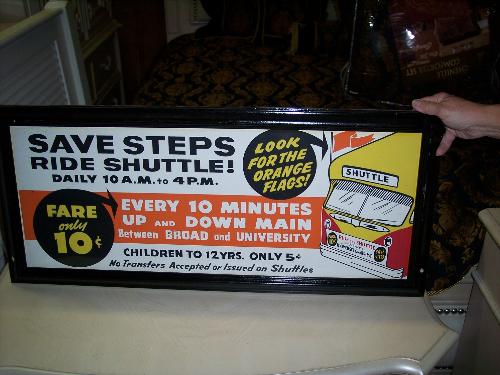 SAVE STEPS
RIDE SHUTTLE!
DAILY 10 A.M. to 4 P.M.
LOOK
FOR THE
ORANGE
FLAGS!
SHUTTLE
FARE
only
10¢
EVERY 10 MINUTES
UP AND DOWN MAIN
Between BROAD and UNIVERSITY
CHILDREN TO 12 YRS. ONLY 5¢
No Transfers Accepted or Issued on Shuttles